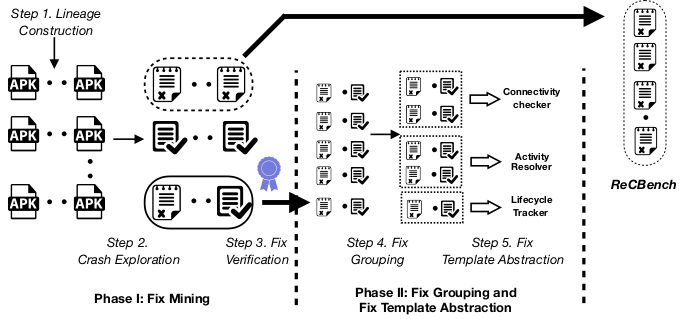 Step 1. Lineage
Construction
APK
APK
APK
APK
APK
APK
Step 2.
Crash Exploration
Step 3. Fix
Verification
Phase I: Fix Mining
Connectivity
checker
Activity
Resolver
Lifecycle
Tracker
Step 4. Fix
Grouping
Step 5. Fix
Template Abstraction
Phase II: Fix Grouping and
Fix Template Abstraction
ReCBench